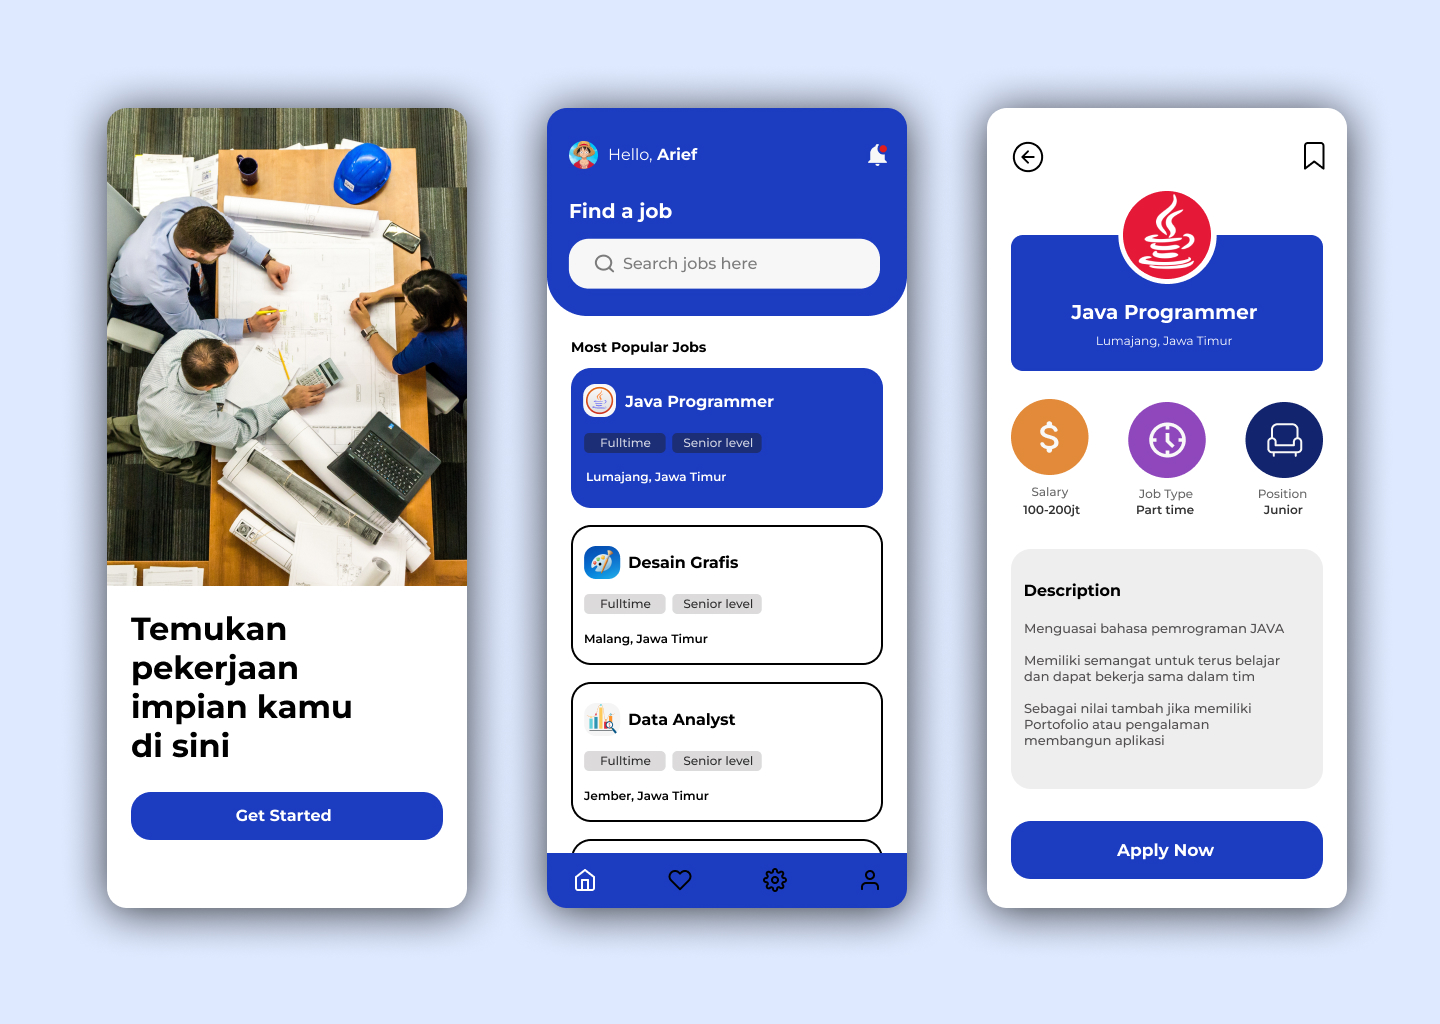 Temukan
pekerjaan
impian kamu
di sini
Get Started
Hello, Arief
Find a job
Search jobs here
Most Popular Jobs
Java Programmer
Fulltime Senior level
Lumajang, Jawa Timur
Desain Grafis
Fulltime Senior level
Malang, Jawa Timur
Data Analyst
Fulltime Senior level
Jember, Jawa Timur
Java Programmer
Lumajang, Jawa Timur
Salary
100-200jt
Job Type
Part time
Position
Junior
Description
Menguasai bahasa pemrograman JAVA
Memiliki semangat untuk terus belajar
dan dapat bekerja sama dalam tim
Sebagai nilai tambah jika memiliki
Portofolio atau pengalaman
membangun aplikasi
Apply Now